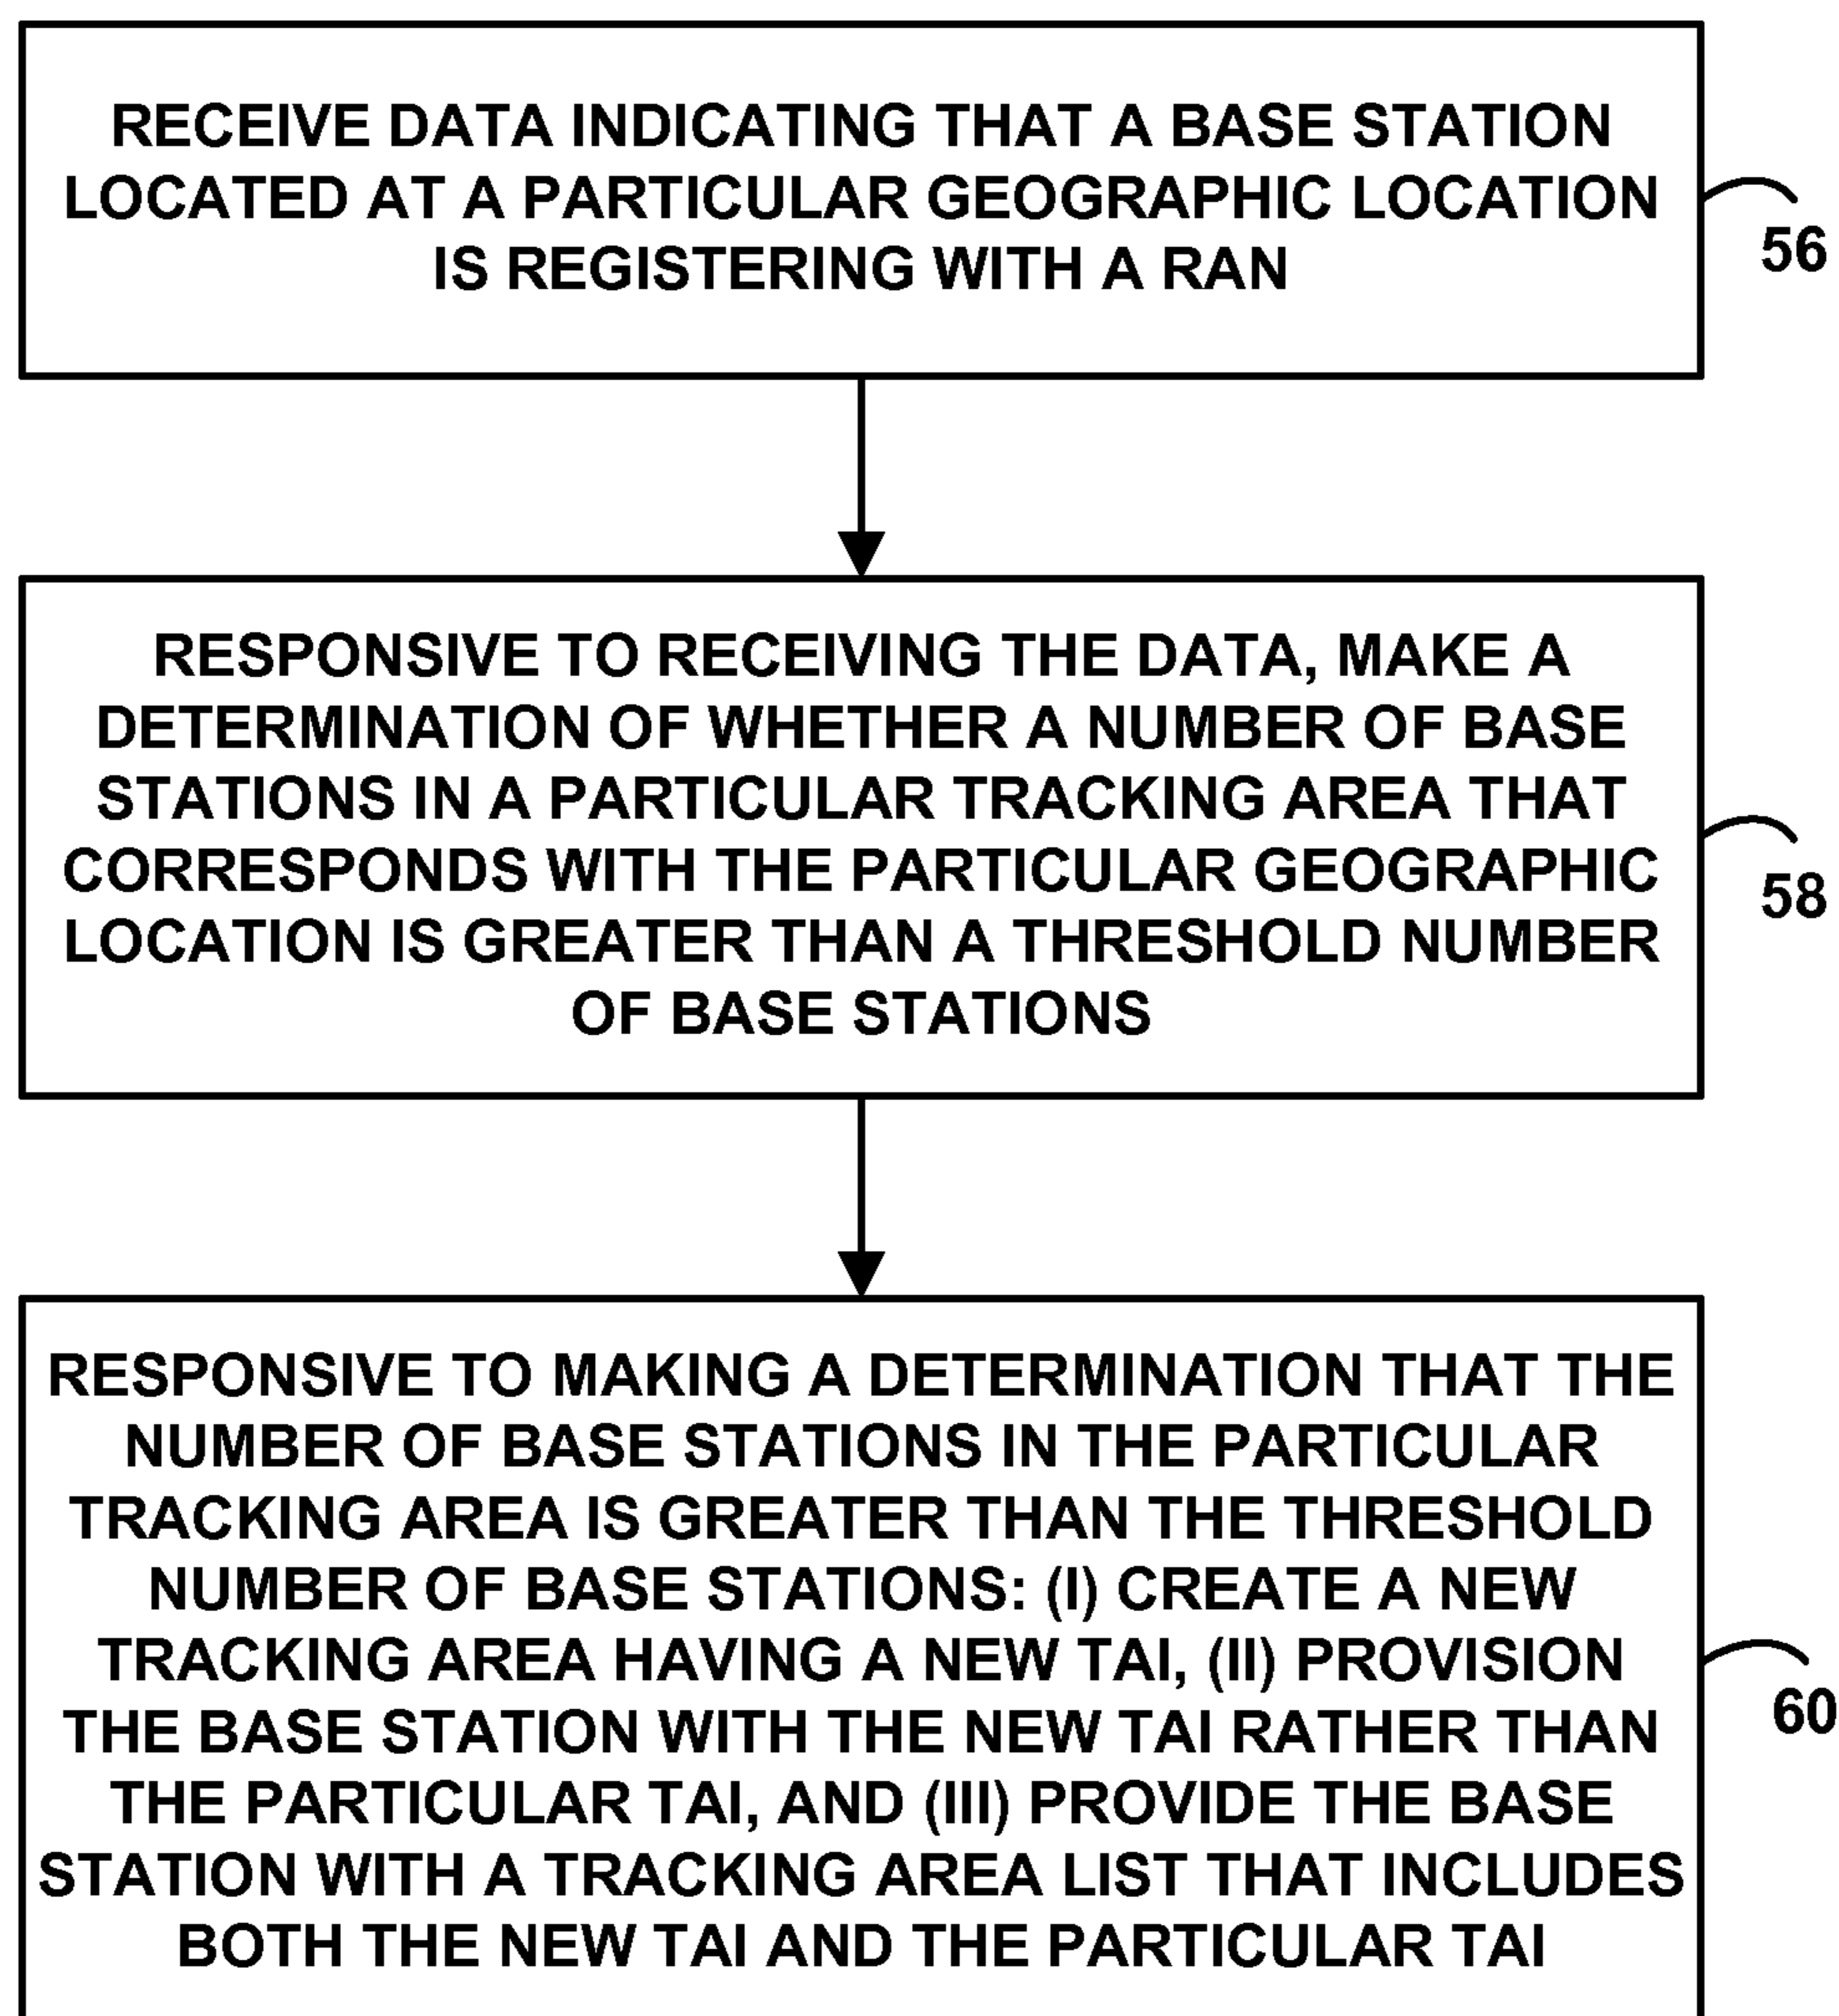 RECEIVE DATA INDICATING THAT A BASE STATION
LOCATED AT A PARTICULAR GEOGRAPHIC LOCATION
IS REGISTERING WITH A RAN
56
RESPONSIVE TO RECEIVING THE DATA, MAKE A
DETERMINATION OF WHETHER A NUMBER OF BASE
STATIONS IN A PARTICULAR TRACKING AREA THAT
CORRESPONDS WITH THE PARTICULAR GEOGRAPHIC
LOCATION IS GREATER THAN A THRESHOLD NUMBER
OF BASE STATIONS
58
RESPONSIVE TO MAKING A DETERMINATION THAT THE
NUMBER OF BASE STATIONS IN THE PARTICULAR
TRACKING AREA IS GREATER THAN THE THRESHOLD
NUMBER OF BASE STATIONS: (I) CREATE A NEW
TRACKING AREA HAVING A NEW TAI, (II) PROVISION
THE BASE STATION WITH THE NEW TAI RATHER THAN
THE PARTICULAR TAI, AND (III) PROVIDE THE BASE
STATION WITH A TRACKING AREA LIST THAT INCLUDES
BOTH THE NEW TAI AND THE PARTICULAR TAI
60